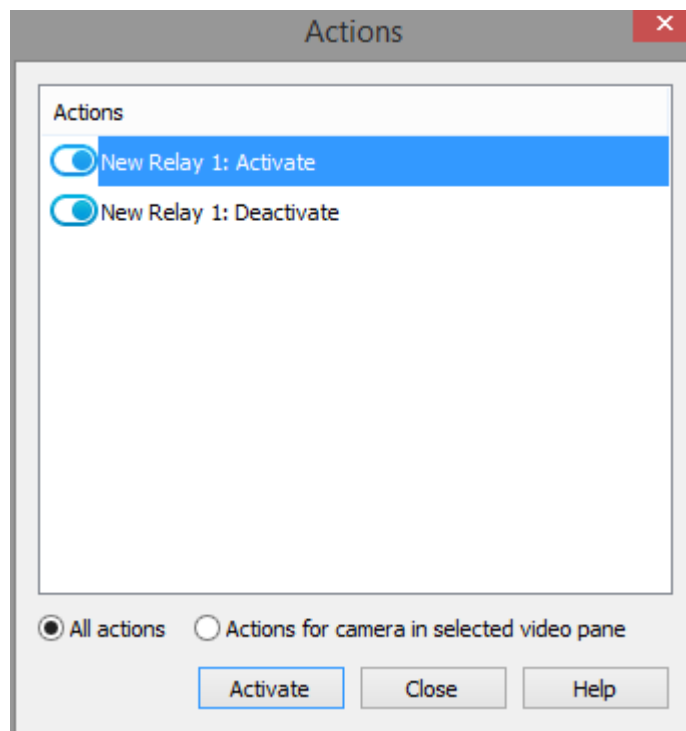 Actions
Actions
New Relay 1: Activate
New Relay 1: Deactivate
All actions Actions for camera in selected video pane
Activate Close Help